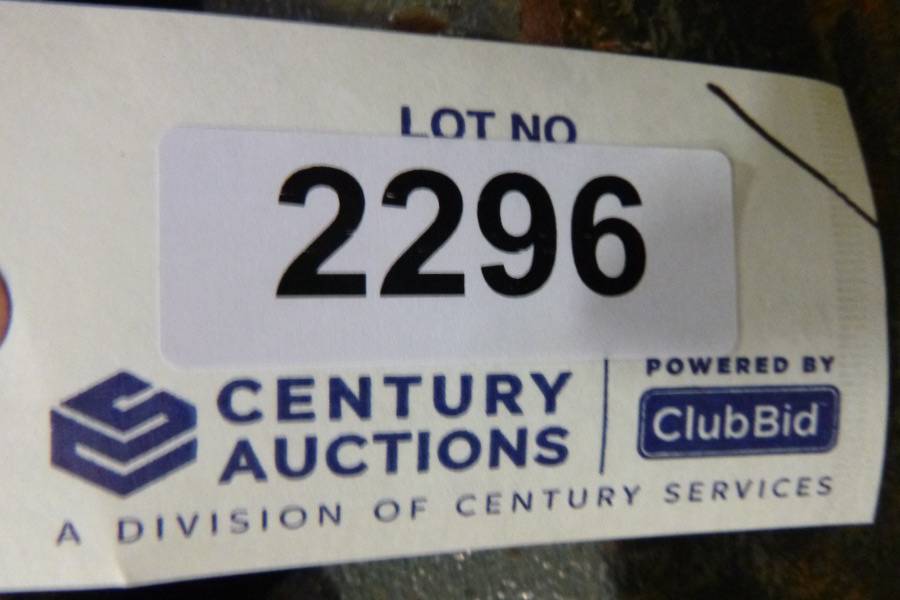 LOT NO
2296
CENTURY
AUCTIONS
POWERED BY
ClubBid
A DIVISION OF CENTURY SERVICES